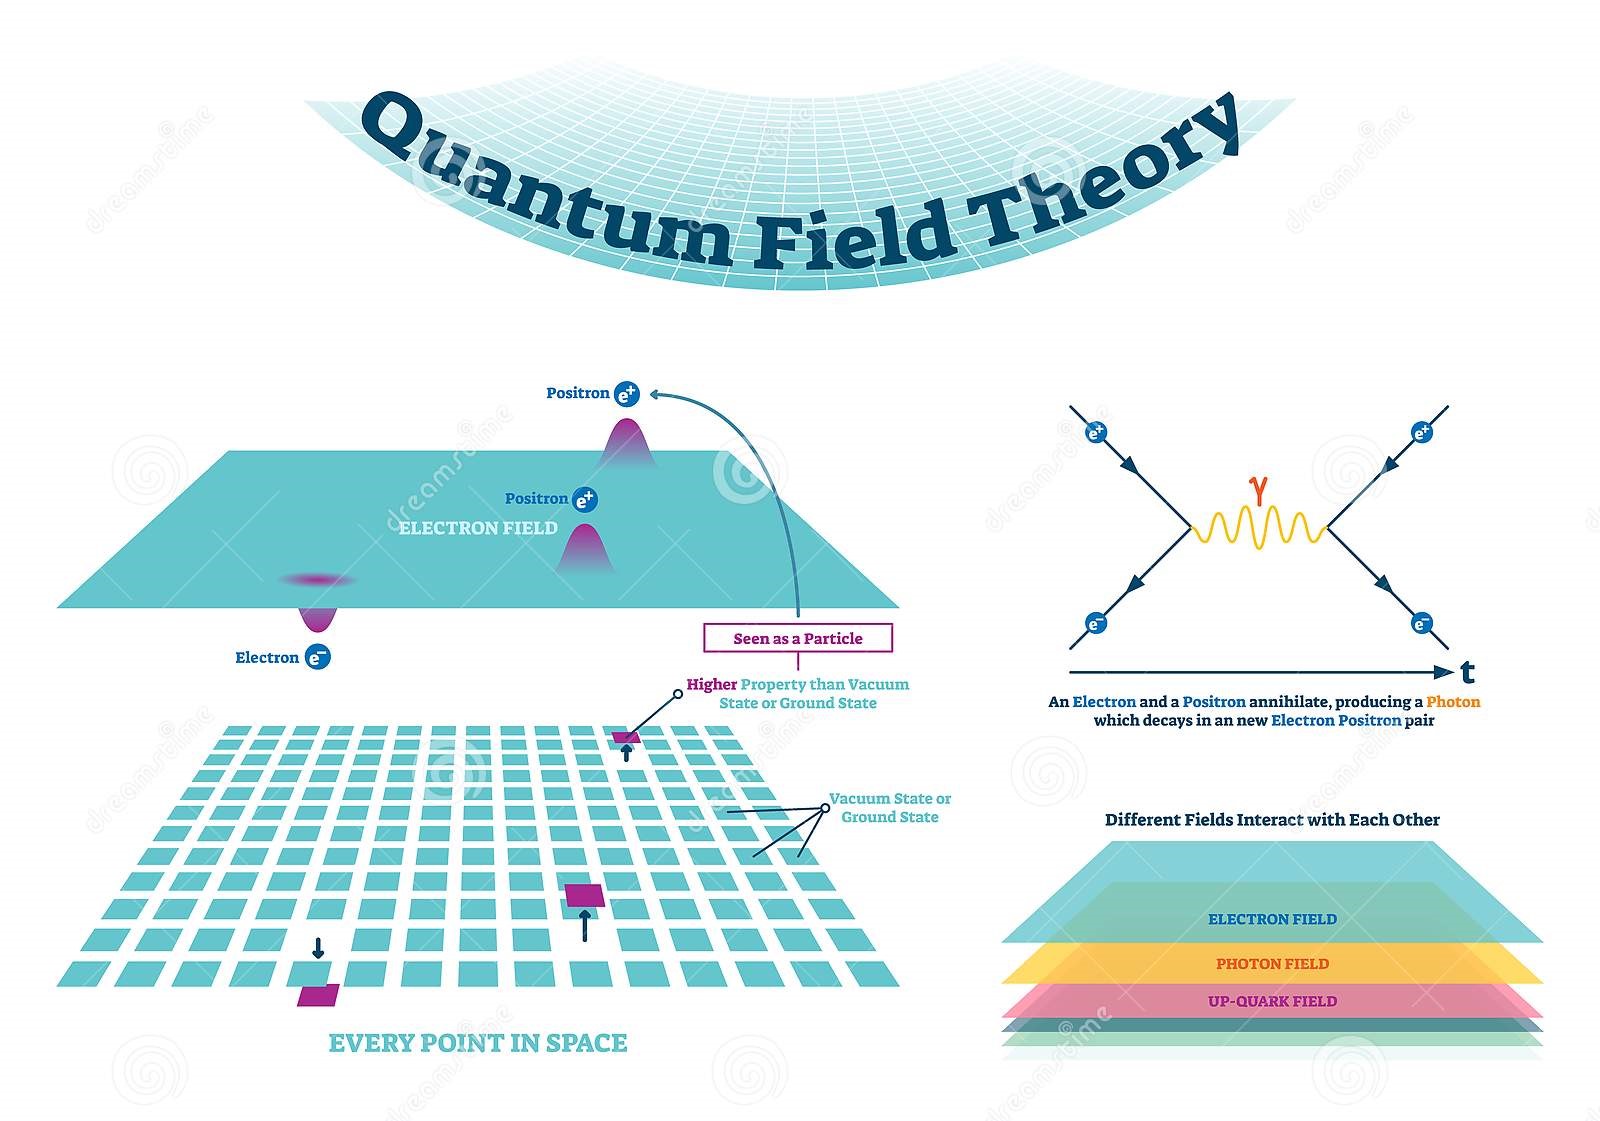 Quantum Field Theory
Positron e+
Positron e+
ELECTRON FIELD
Electron e−
Seen as a Particle
Higher Property than Vacuum
State or Ground State
Vacuum State or
Ground State
EVERY POINT IN SPACE
e+
e+
γ
e−
e−
t
An Electron and a Positron annihilate, producing a Photon
which decays in an new Electron Positron pair
Different Fields Interact with Each Other
ELECTRON FIELD
PHOTON FIELD
UP-QUARK FIELD
dreamstime